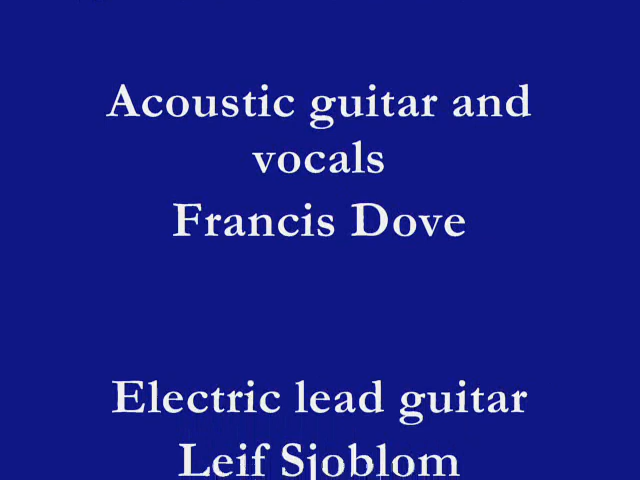 Acoustic guitar and
vocals
Francis Dove
Electric lead guitar
Leif Sjoblom